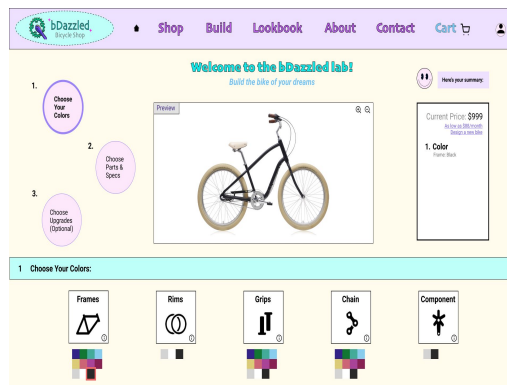 bDazzled.
Bicycle Shop
Shop
Build
Lookbook
About
Contact
Cart
Welcome to the bDazzled lab!
Build the bike of your dreams
Here's your summary:
1.
Choose
Your
Colors
2.
Choose
Parts &
Specs
3.
Choose
Upgrades
(Optional)
Preview
Current Price: $999
As low as $88/month
Design a new bike
1. Color
Frame: Black
1 Choose Your Colors:
Frames
Rims
Grips
Chain
Component